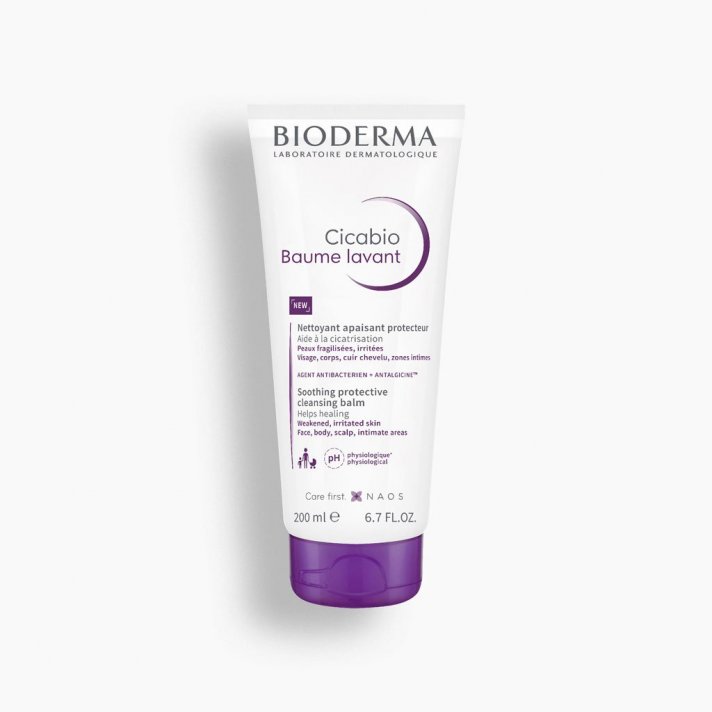 BIODERMA
LABORATOIRE DERMATOLOGIQUE
Cicabio
Baume lavant
NEW
Nettoyant apaisant protecteur
Aide à la cicatrisation
Peaux fragilisées, irritées
Visage, corps, cuir chevelu, zones intimes
AGENT ANTIBACTERIEN + ANTALGICINE™
Soothing protective
cleansing balm
Helps healing
Weakened, irritated skin
Face, body, scalp, intimate areas
pH physiologique*
physiological
Care first. NAOS
200 ml ℮ 6.7 FL.OZ.